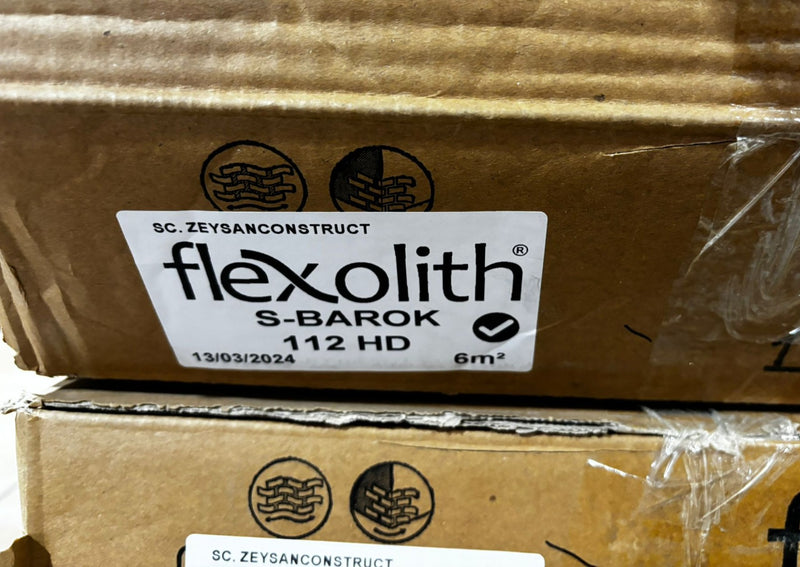 SC. ZEYSANCONSTRUCT
flexolith®
S-BAROK
112 HD
13/03/2024
6m²
SC. ZEYSANCONSTRUCT